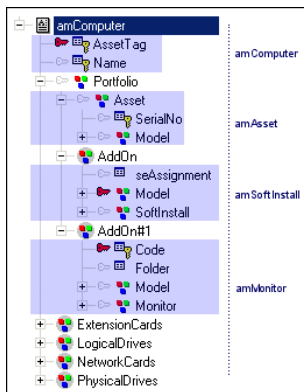 amComputer
AssetTag
Name
amComputer
Portfolio
Asset
SerialNo
Model
amAsset
AddOn
seAssignment
Model
SoftInstall
amSoftInstall
AddOn#1
Code
Folder
Model
Monitor
amMonitor
ExtensionCards
LogicalDrives
NetworkCards
PhysicalDrives